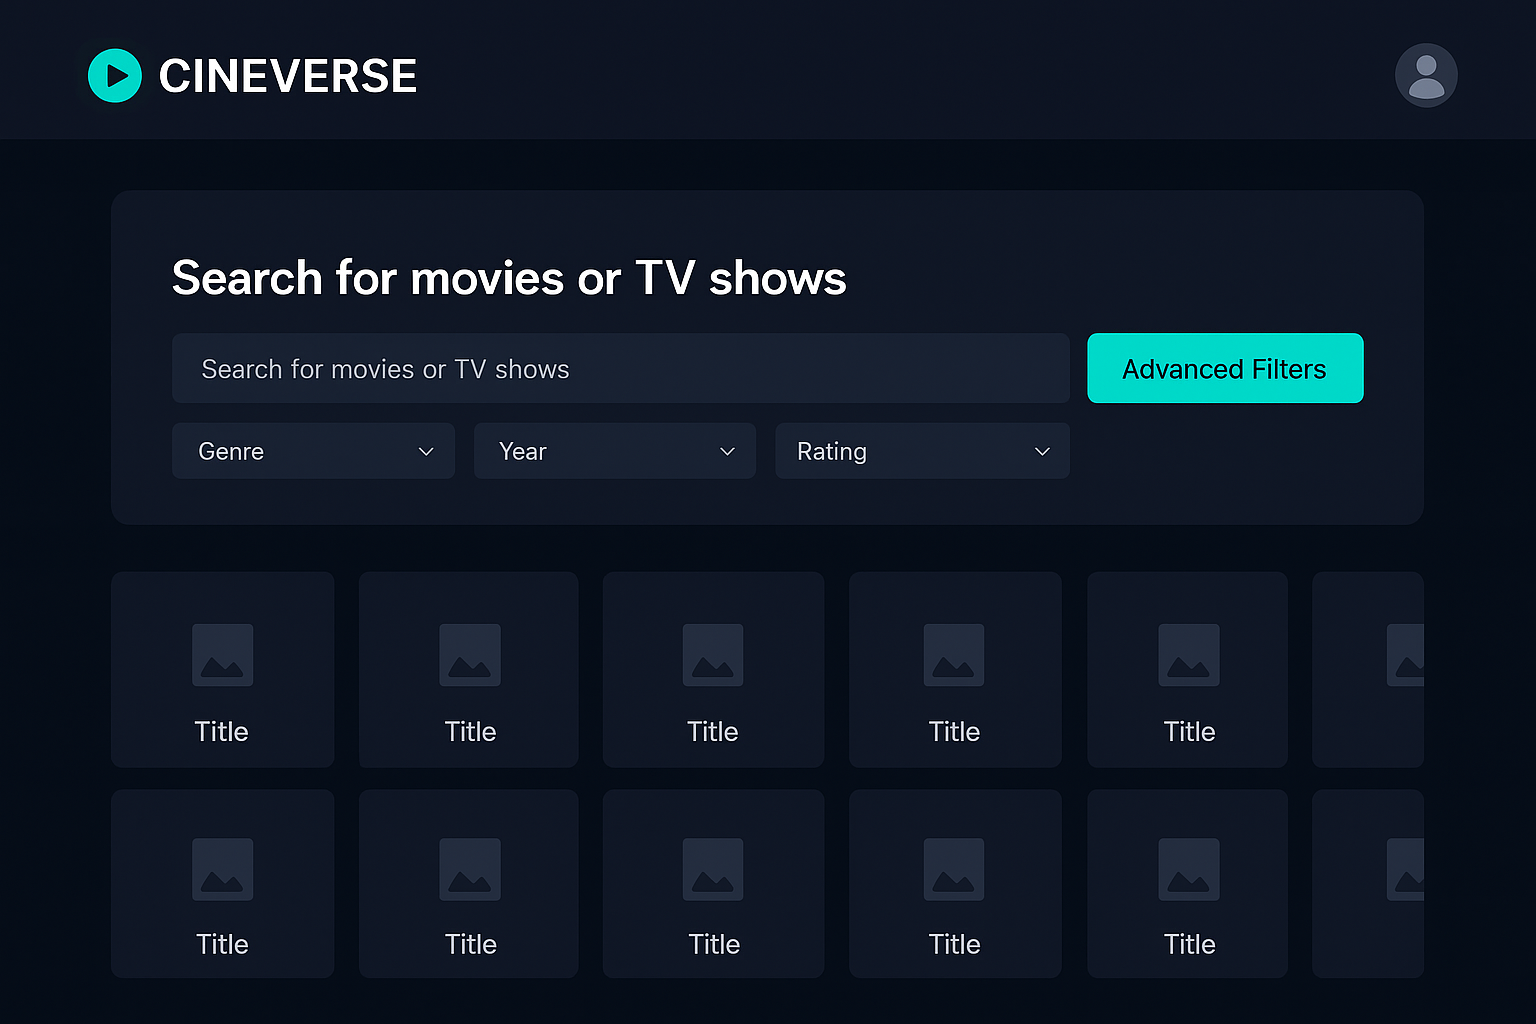 CINEVERSE
Search for movies or TV shows
Search for movies or TV shows
Advanced Filters
Genre
Year
Rating
Title
Title
Title
Title
Title
Title
Title
Title
Title
Title